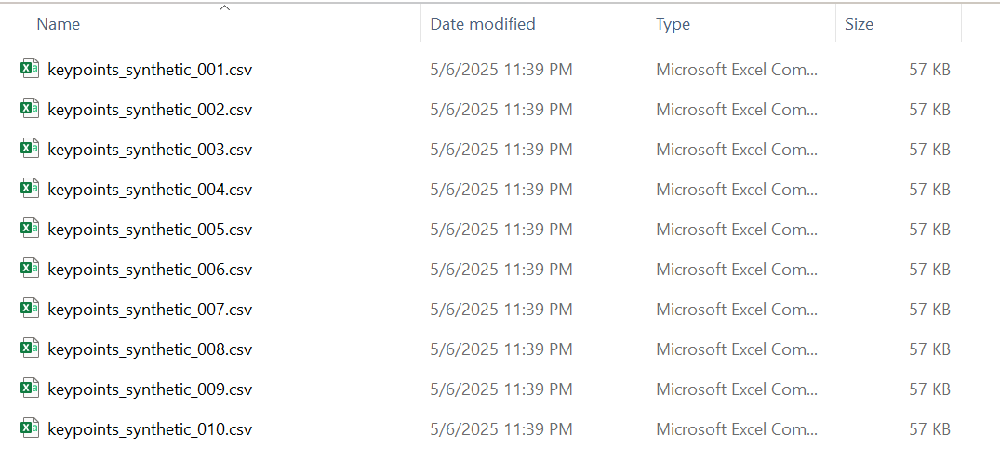 Name Date modified Type Size
keypoints_synthetic_001.csv 5/6/2025 11:39 PM Microsoft Excel Com... 57 KB
keypoints_synthetic_002.csv 5/6/2025 11:39 PM Microsoft Excel Com... 57 KB
keypoints_synthetic_003.csv 5/6/2025 11:39 PM Microsoft Excel Com... 57 KB
keypoints_synthetic_004.csv 5/6/2025 11:39 PM Microsoft Excel Com... 57 KB
keypoints_synthetic_005.csv 5/6/2025 11:39 PM Microsoft Excel Com... 57 KB
keypoints_synthetic_006.csv 5/6/2025 11:39 PM Microsoft Excel Com... 57 KB
keypoints_synthetic_007.csv 5/6/2025 11:39 PM Microsoft Excel Com... 57 KB
keypoints_synthetic_008.csv 5/6/2025 11:39 PM Microsoft Excel Com... 57 KB
keypoints_synthetic_009.csv 5/6/2025 11:39 PM Microsoft Excel Com... 57 KB
keypoints_synthetic_010.csv 5/6/2025 11:39 PM Microsoft Excel Com... 57 KB